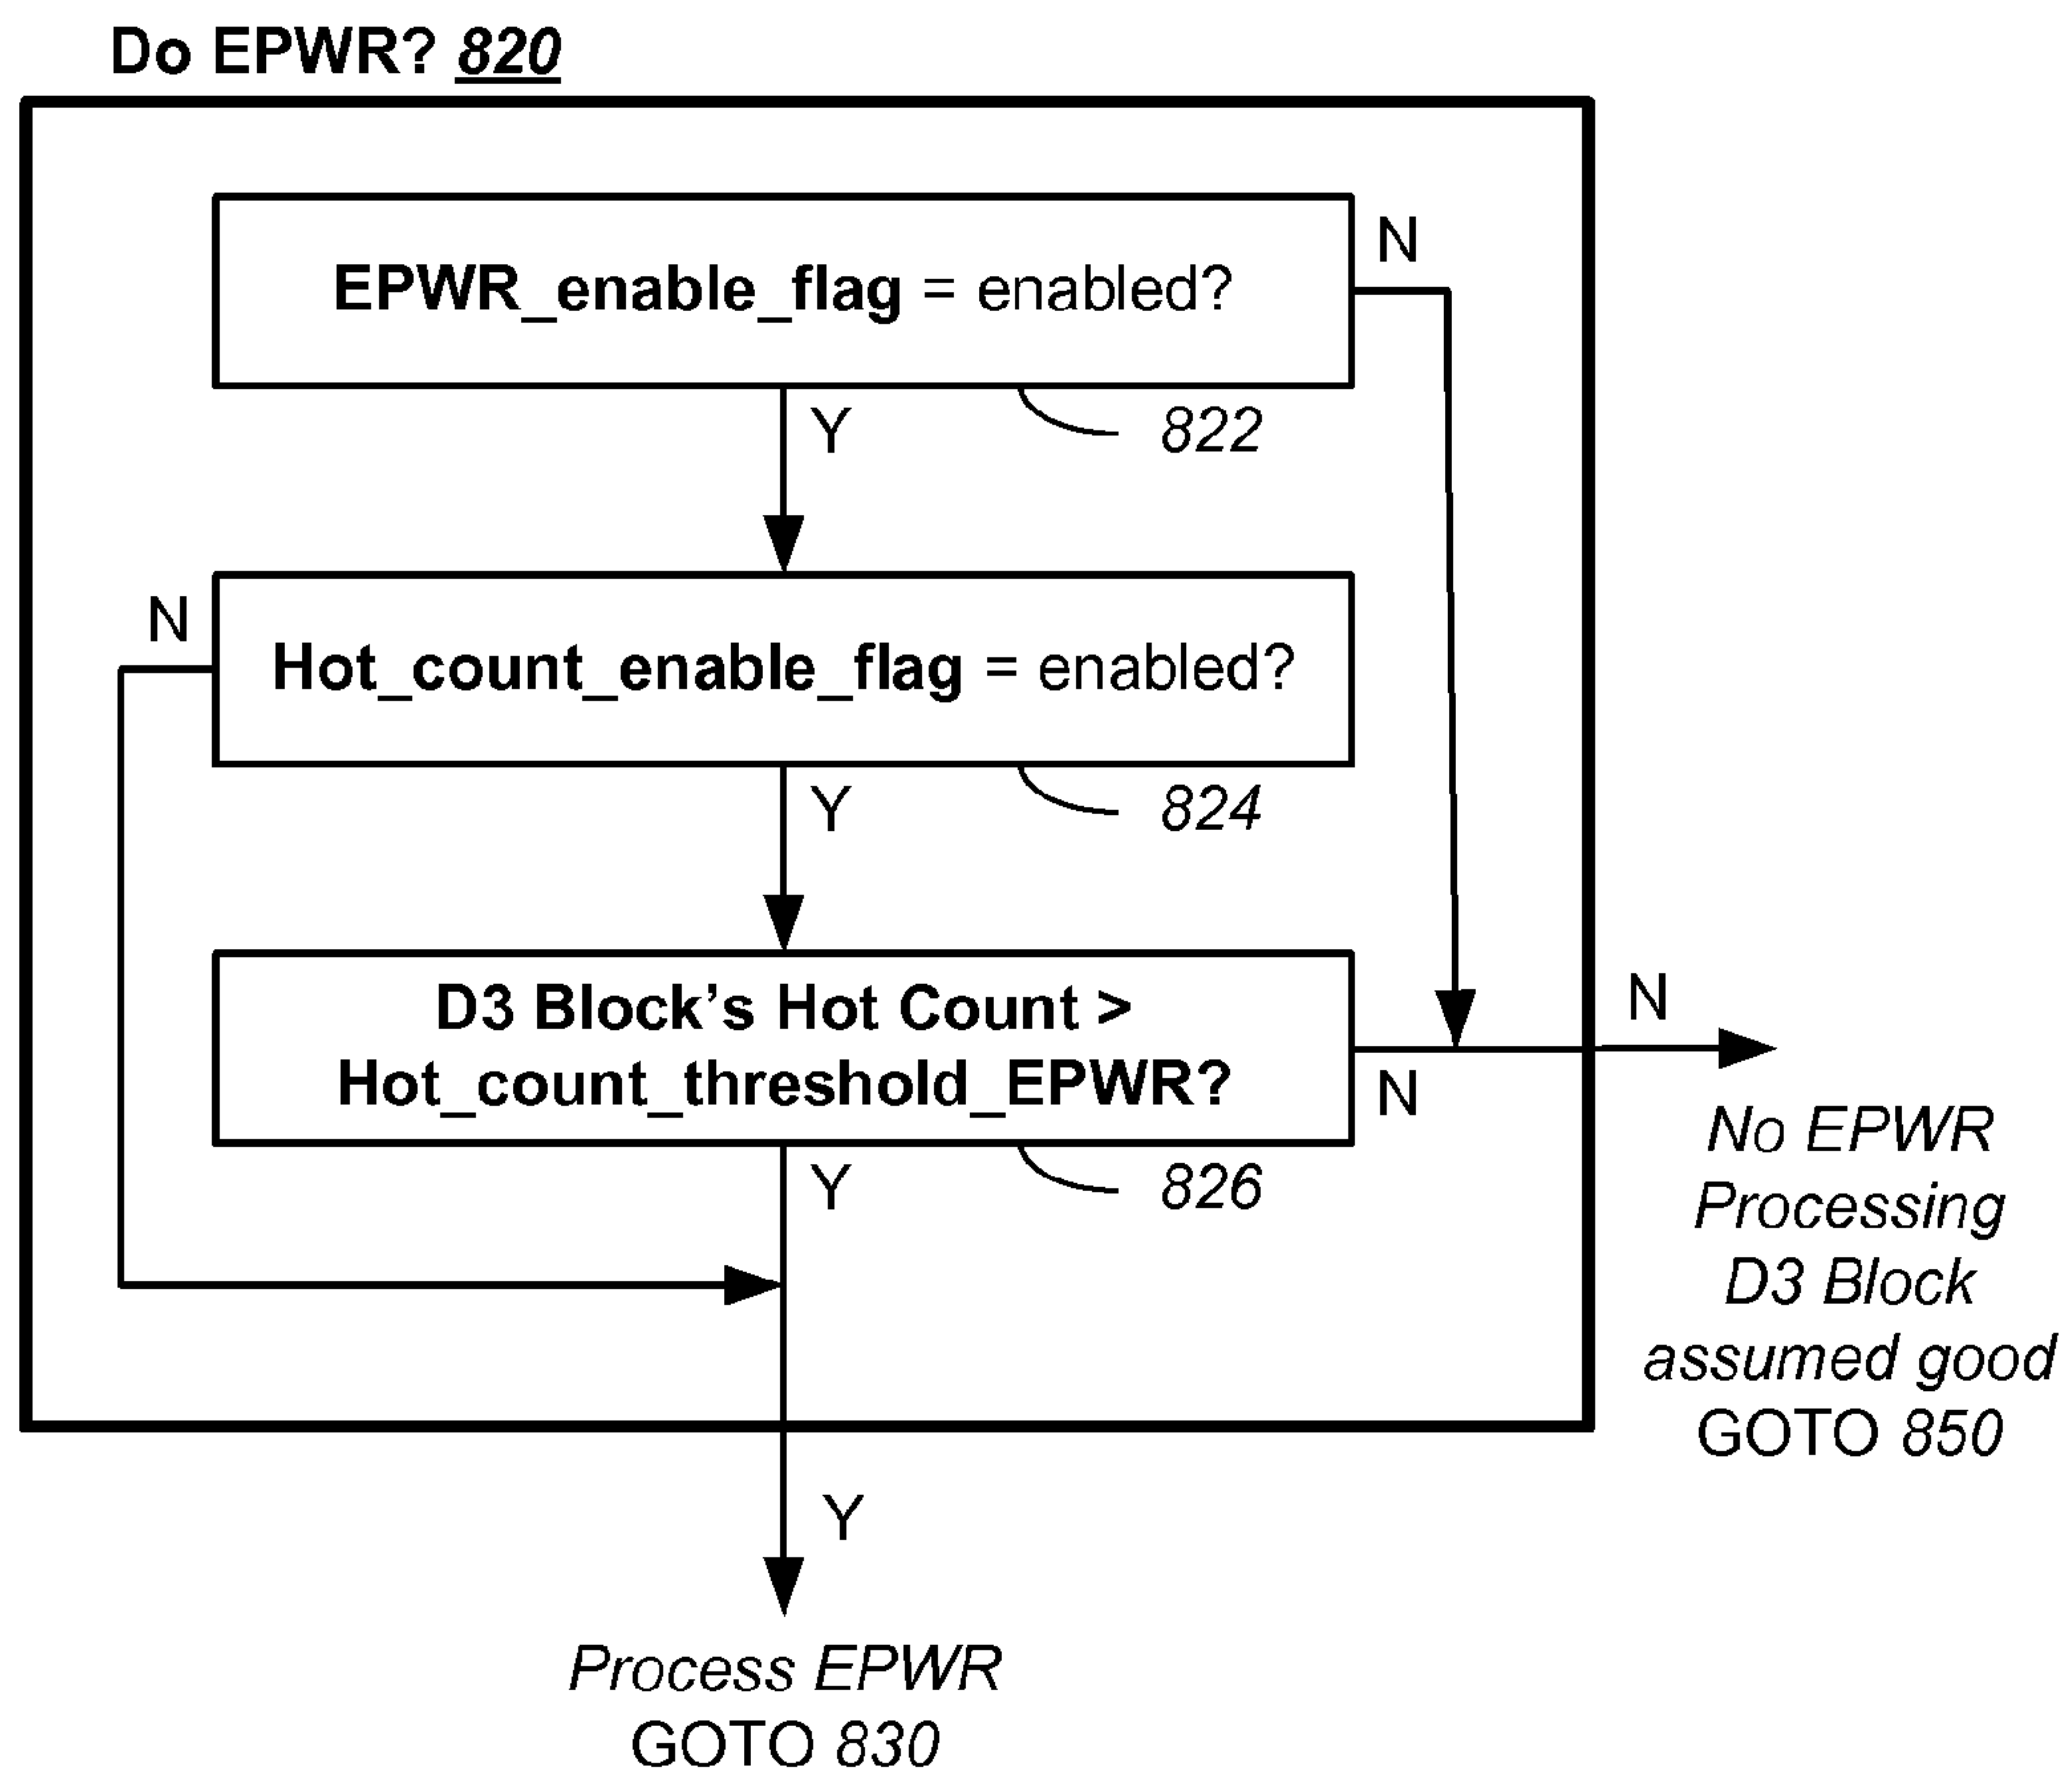 Do EPWR? 820
EPWR_enable_flag = enabled?
N
Y
822
N
Hot_count_enable_flag = enabled?
Y
824
D3 Block’s Hot Count >
Hot_count_threshold_EPWR?
N
N
Y
826
No EPWR
Processing
D3 Block
assumed good
GOTO 850
Y
Process EPWR
GOTO 830